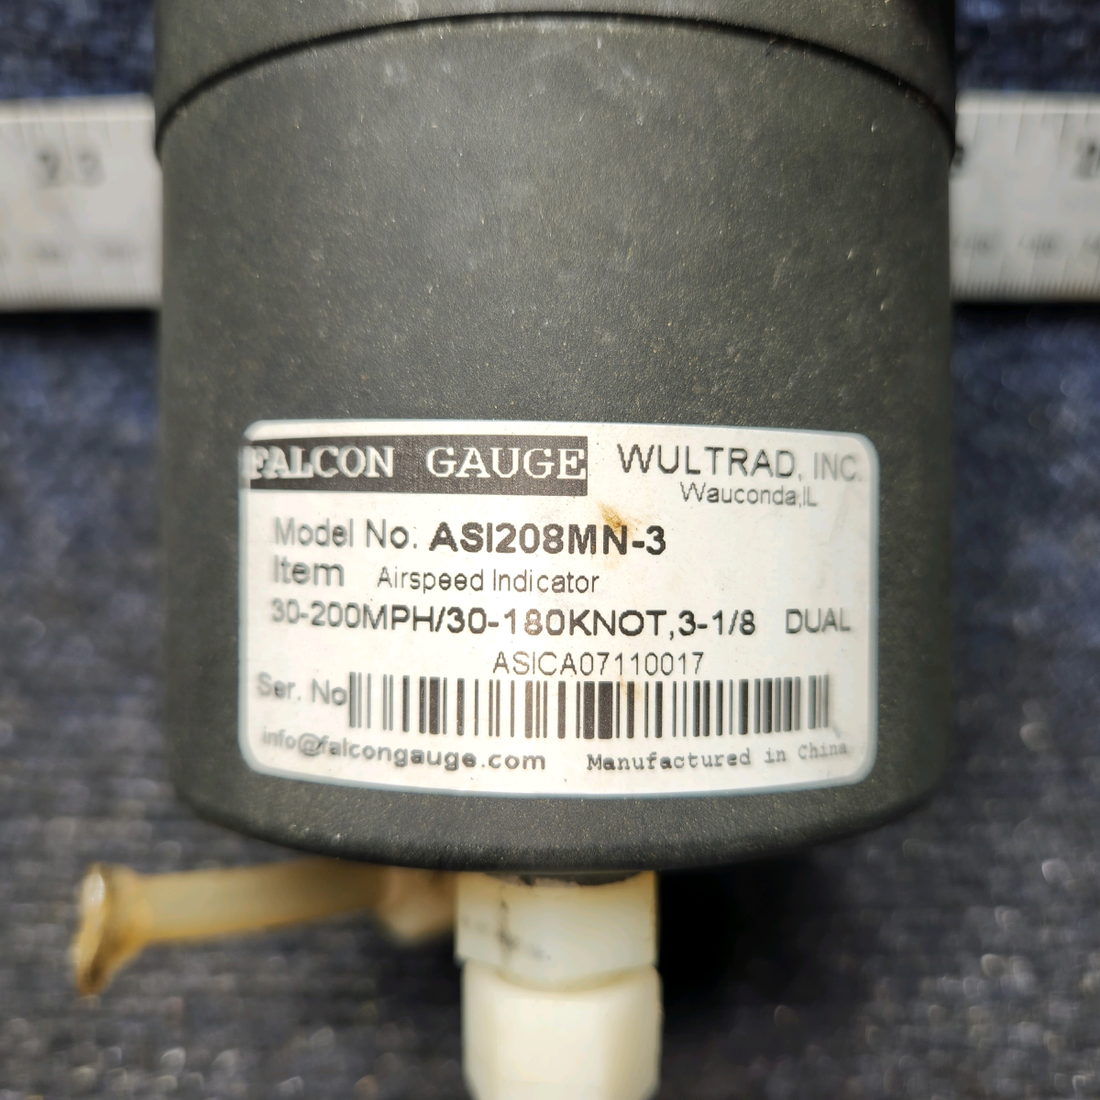 FALCON GAUGE WULTRAD, INC.
Wauconda,IL
Model No. ASI208MN-3
Item Airspeed Indicator
30-200MPH/30-180KNOT,3-1/8 DUAL
ASICA07110017
Ser. No
info@falcongauge.com Manufactured in China